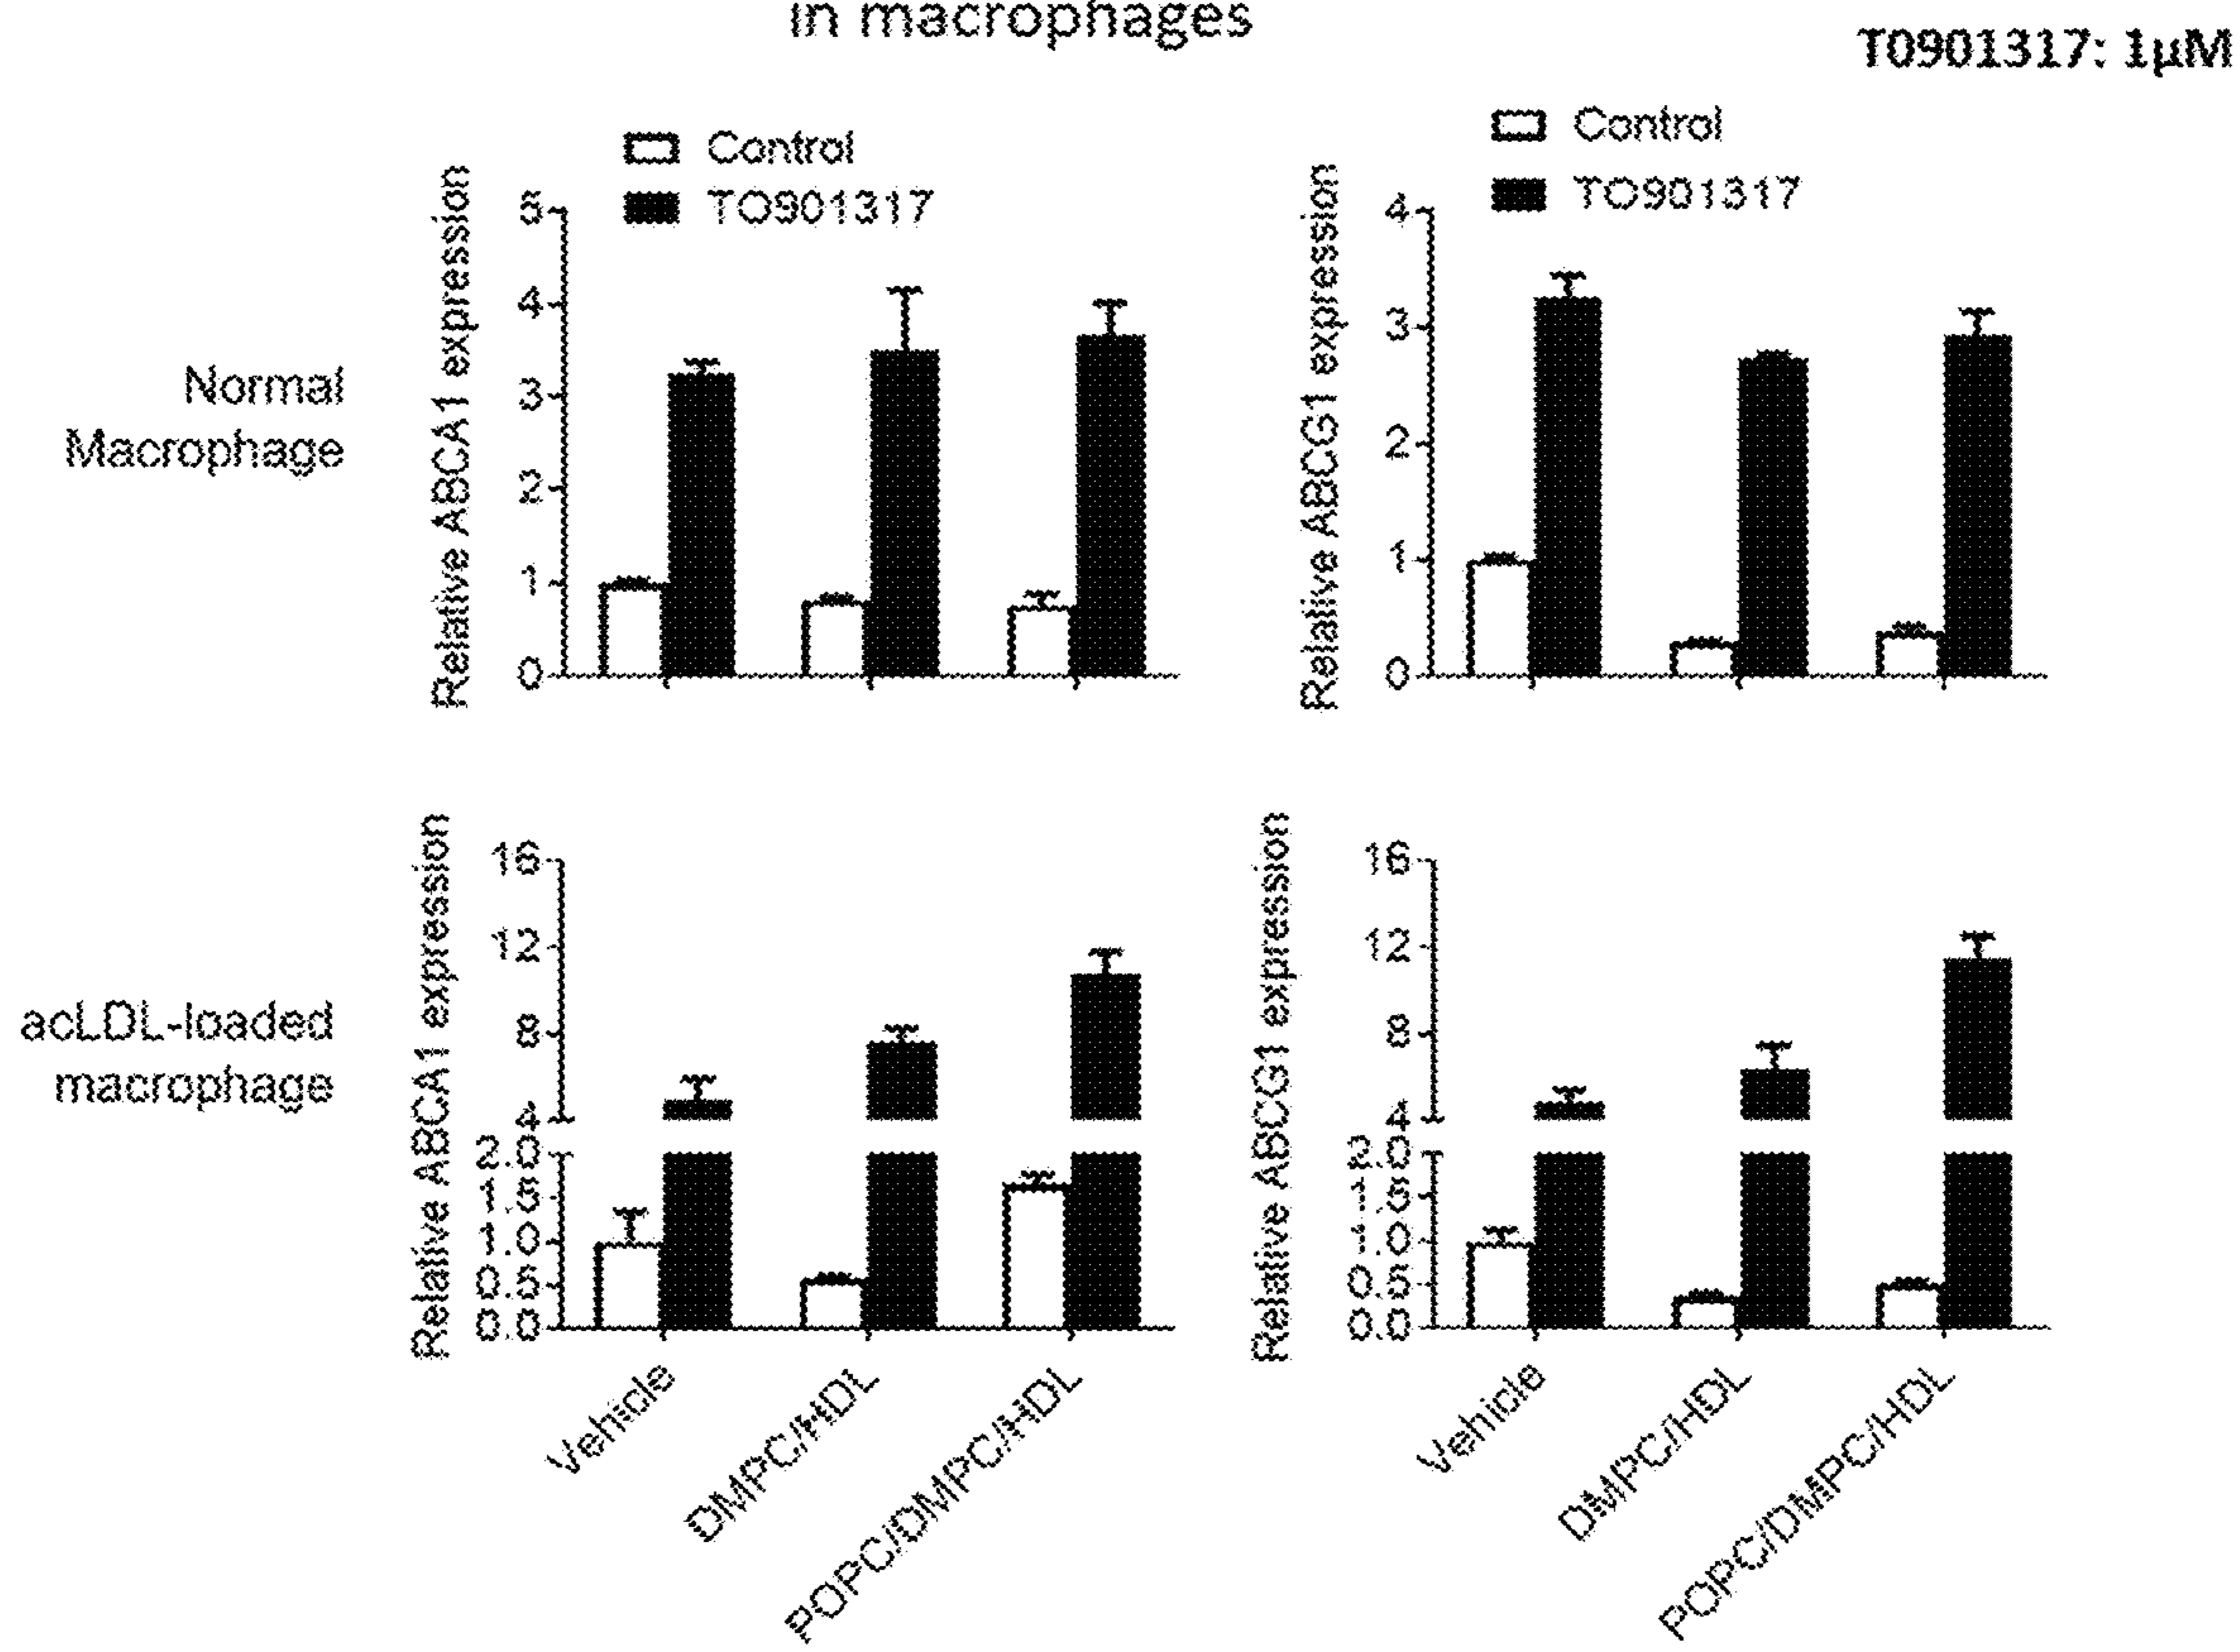 in macrophages
T0901317: 1μM
Control
TO901317
Control
TO901317
Normal
Macrophage
Relative ABCA1 expression
5
4
3
2
1
0
Relative ABCG1 expression
4
3
2
1
0
acLDL-loaded
macrophage
Relative ABCA1 expression
16
12
8
4
2.0
1.5
1.0
0.5
0.0
Relative ABCG1 expression
16
12
8
4
2.0
1.5
1.0
0.5
0.0
Vehicle
DMPC/HDL
POPC/DMPC/HDL
Vehicle
DMPC/HDL
POPC/DMPC/HDL